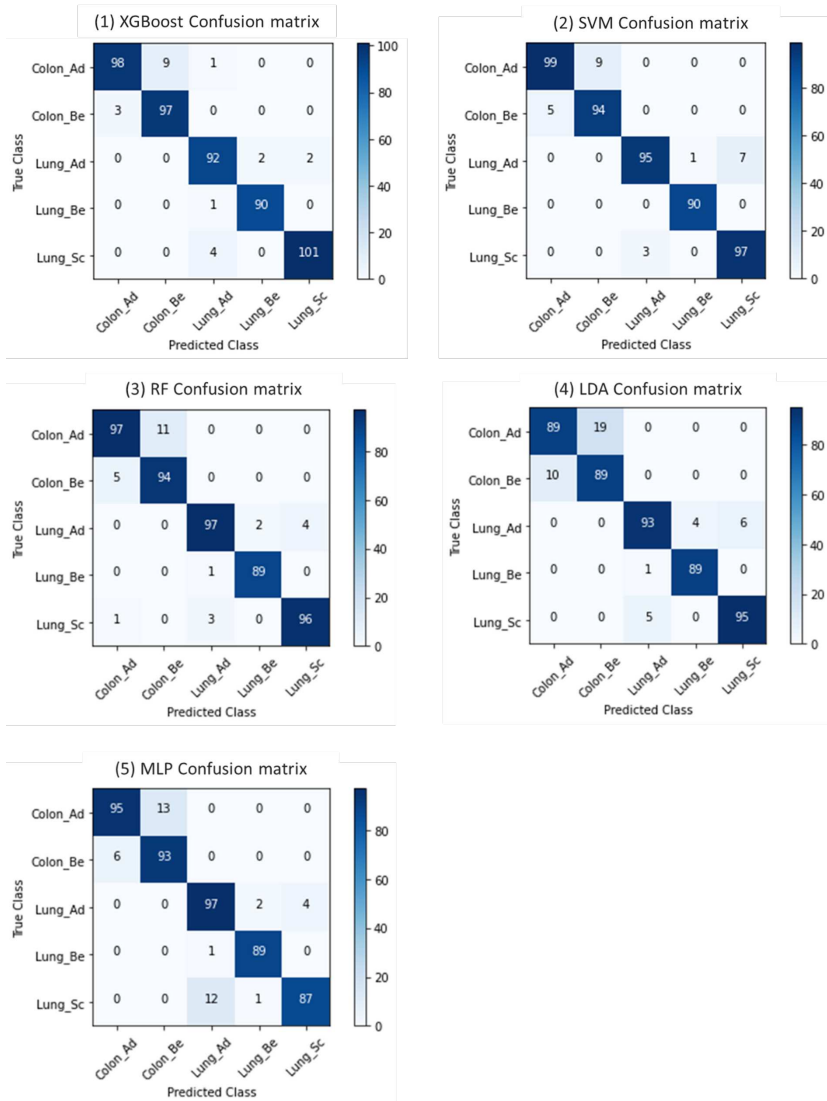 (1) XGBoost Confusion matrix
Colon_Ad 98 9 1 0 0
Colon_Be 3 97 0 0 0
Lung_Ad 0 0 92 2 2
Lung_Be 0 0 1 90 0
Lung_Sc 0 0 4 0 101
True Class
Colon_Ad Colon_Be Lung_Ad Lung_Be Lung_Sc
Predicted Class
100
80
60
40
20
0
(2) SVM Confusion matrix
Colon_Ad 99 9 0 0 0
Colon_Be 5 94 0 0 0
Lung_Ad 0 0 95 1 7
Lung_Be 0 0 0 90 0
Lung_Sc 0 0 3 0 97
True Class
Colon_Ad Colon_Be Lung_Ad Lung_Be Lung_Sc
Predicted Class
80
60
40
20
0
(3) RF Confusion matrix
Colon_Ad 97 11 0 0 0
Colon_Be 5 94 0 0 0
Lung_Ad 0 0 97 2 4
Lung_Be 0 0 1 89 0
Lung_Sc 1 0 3 0 96
True Class
Colon_Ad Colon_Be Lung_Ad Lung_Be Lung_Sc
Predicted Class
80
60
40
20
0
(4) LDA Confusion matrix
Colon_Ad 89 19 0 0 0
Colon_Be 10 89 0 0 0
Lung_Ad 0 0 93 4 6
Lung_Be 0 0 1 89 0
Lung_Sc 0 0 5 0 95
True Class
Colon_Ad Colon_Be Lung_Ad Lung_Be Lung_Sc
Predicted Class
80
60
40
20
0
(5) MLP Confusion matrix
Colon_Ad 95 13 0 0 0
Colon_Be 6 93 0 0 0
Lung_Ad 0 0 97 2 4
Lung_Be 0 0 1 89 0
Lung_Sc 0 0 12 1 87
True Class
Colon_Ad Colon_Be Lung_Ad Lung_Be Lung_Sc
Predicted Class
80
60
40
20
0